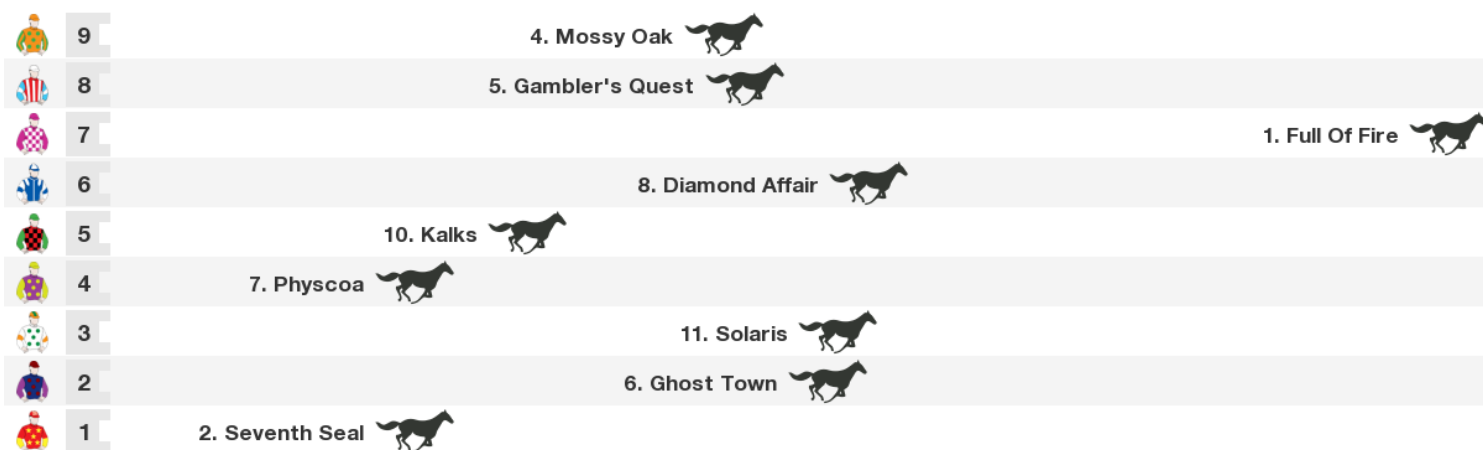 9 4. Mossy Oak
8 5. Gambler's Quest
7 1. Full Of Fire
6 8. Diamond Affair
5 10. Kalks
4 7. Physcoa
3 11. Solaris
2 6. Ghost Town
1 2. Seventh Seal